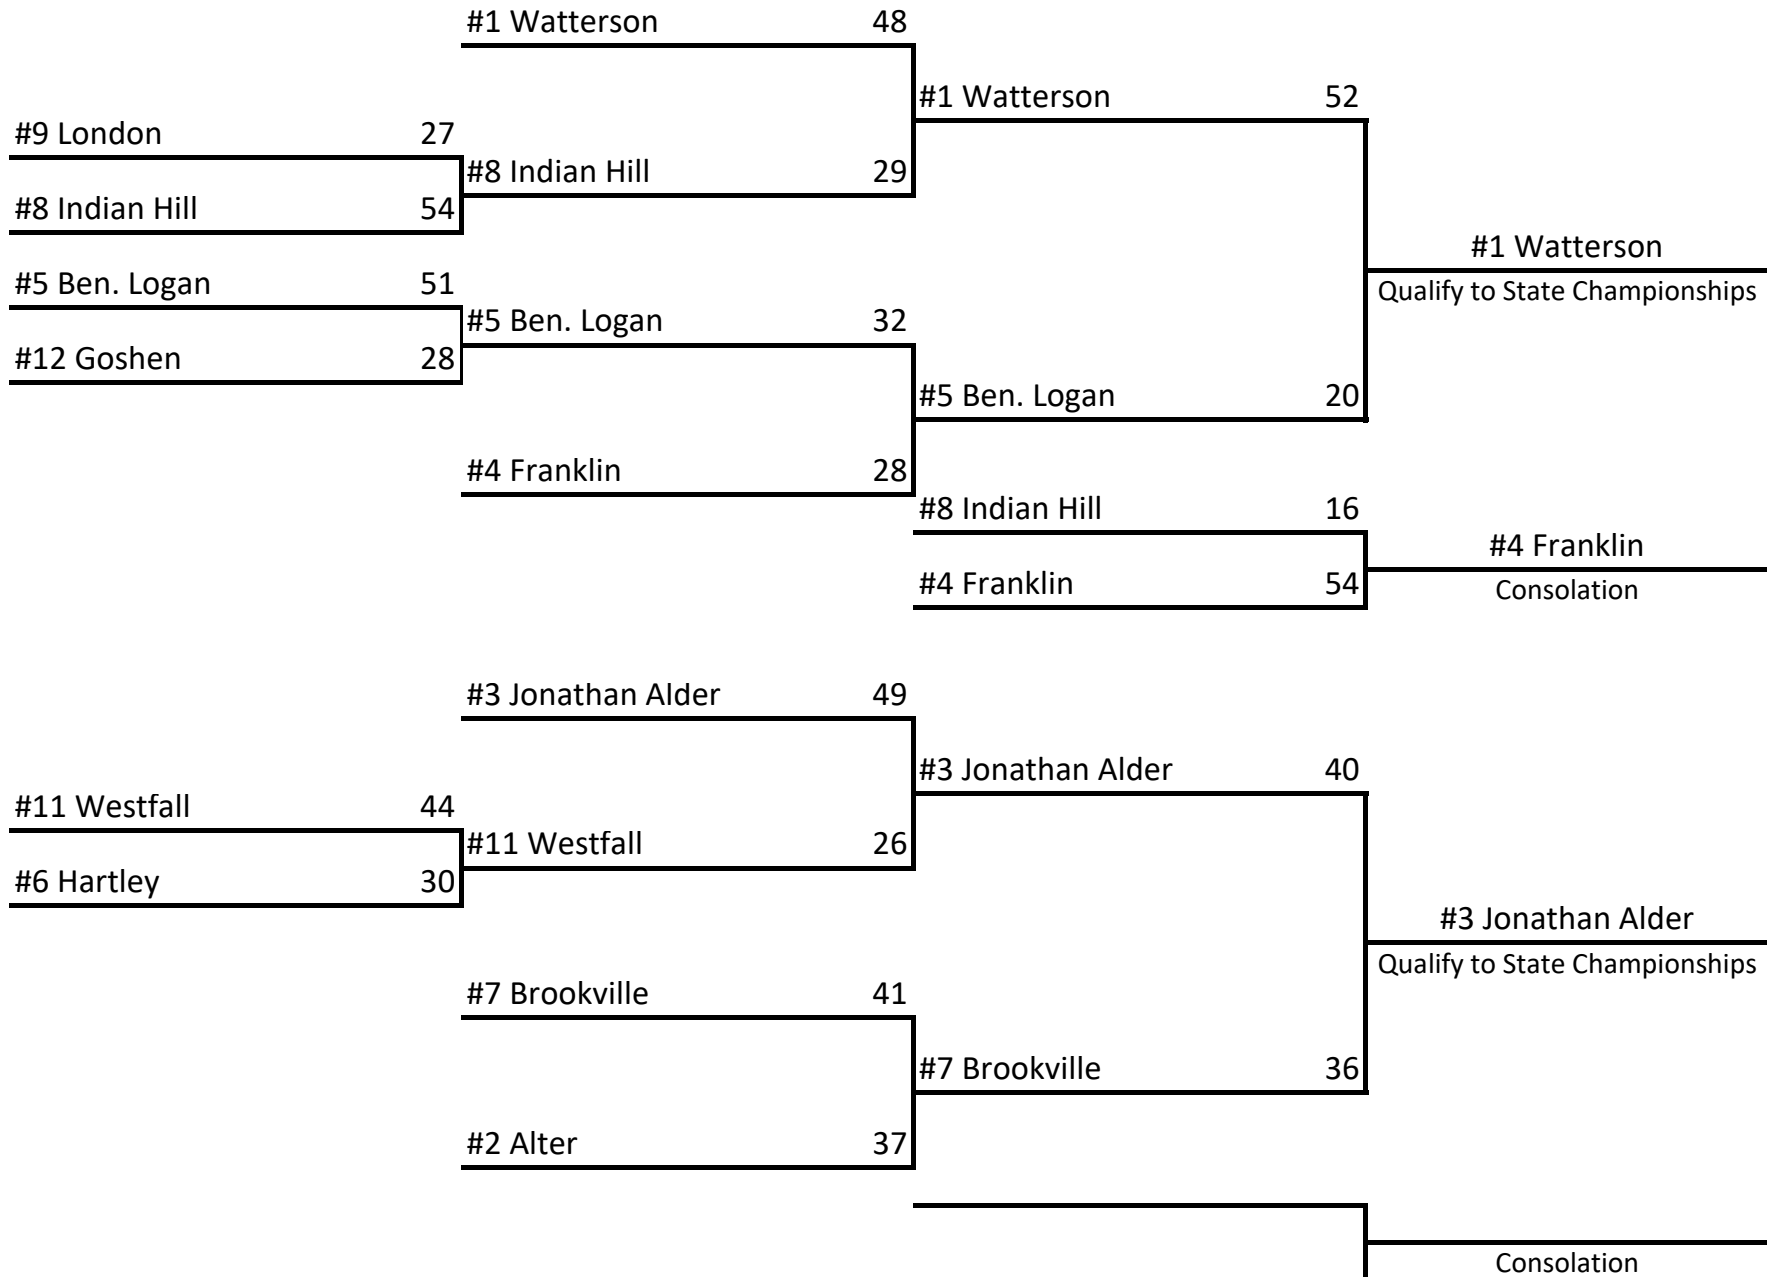 #1 Watterson 48
#1 Watterson 52
#9 London 27
#8 Indian Hill 29
#8 Indian Hill 54
#1 Watterson
#5 Ben. Logan 51
Qualify to State Championships
#5 Ben. Logan 32
#12 Goshen 28
#5 Ben. Logan 20
#4 Franklin 28
#8 Indian Hill 16
#4 Franklin
#4 Franklin 54
Consolation
#3 Jonathan Alder 49
#3 Jonathan Alder 40
#11 Westfall 44
#11 Westfall 26
#6 Hartley 30
#3 Jonathan Alder
Qualify to State Championships
#7 Brookville 41
#7 Brookville 36
#2 Alter 37
Consolation